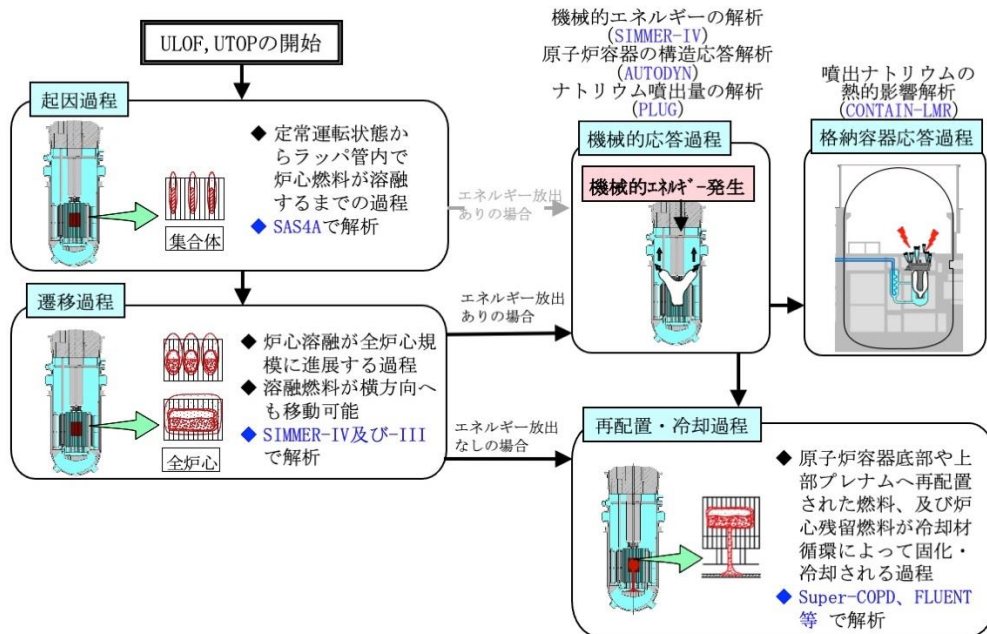 ULOF,UTOPの開始
起因過程
◆ 定常運転状態か
らラッパ管内で
炉心燃料が溶融
するまでの過程
◆ SAS4Aで解析
集合体
エネルギー放出
ありの場合
遷移過程
◆ 炉心溶融が全炉心規
模に進展する過程
◆ 溶融燃料が横方向へ
も移動可能
◆ SIMMER-IV及び-III
で解析
全炉心
エネルギー放出
ありの場合
エネルギー放出
なしの場合
機械的エネルギーの解析
(SIMMER-IV)
原子炉容器の構造応答解析
(AUTODYN)
ナトリウム噴出量の解析
(PLUG)
機械的応答過程
機械的ｴﾈﾙｷﾞｰ発生
噴出ナトリウムの
熱的影響解析
(CONTAIN-LMR)
格納容器応答過程
再配置・冷却過程
◆ 原子炉容器底部や上
部プレナムへ再配置
された燃料、及び炉
心残留燃料が冷却材
循環によって固化・
冷却される過程
◆ Super-COPD、FLUENT
等 で解析